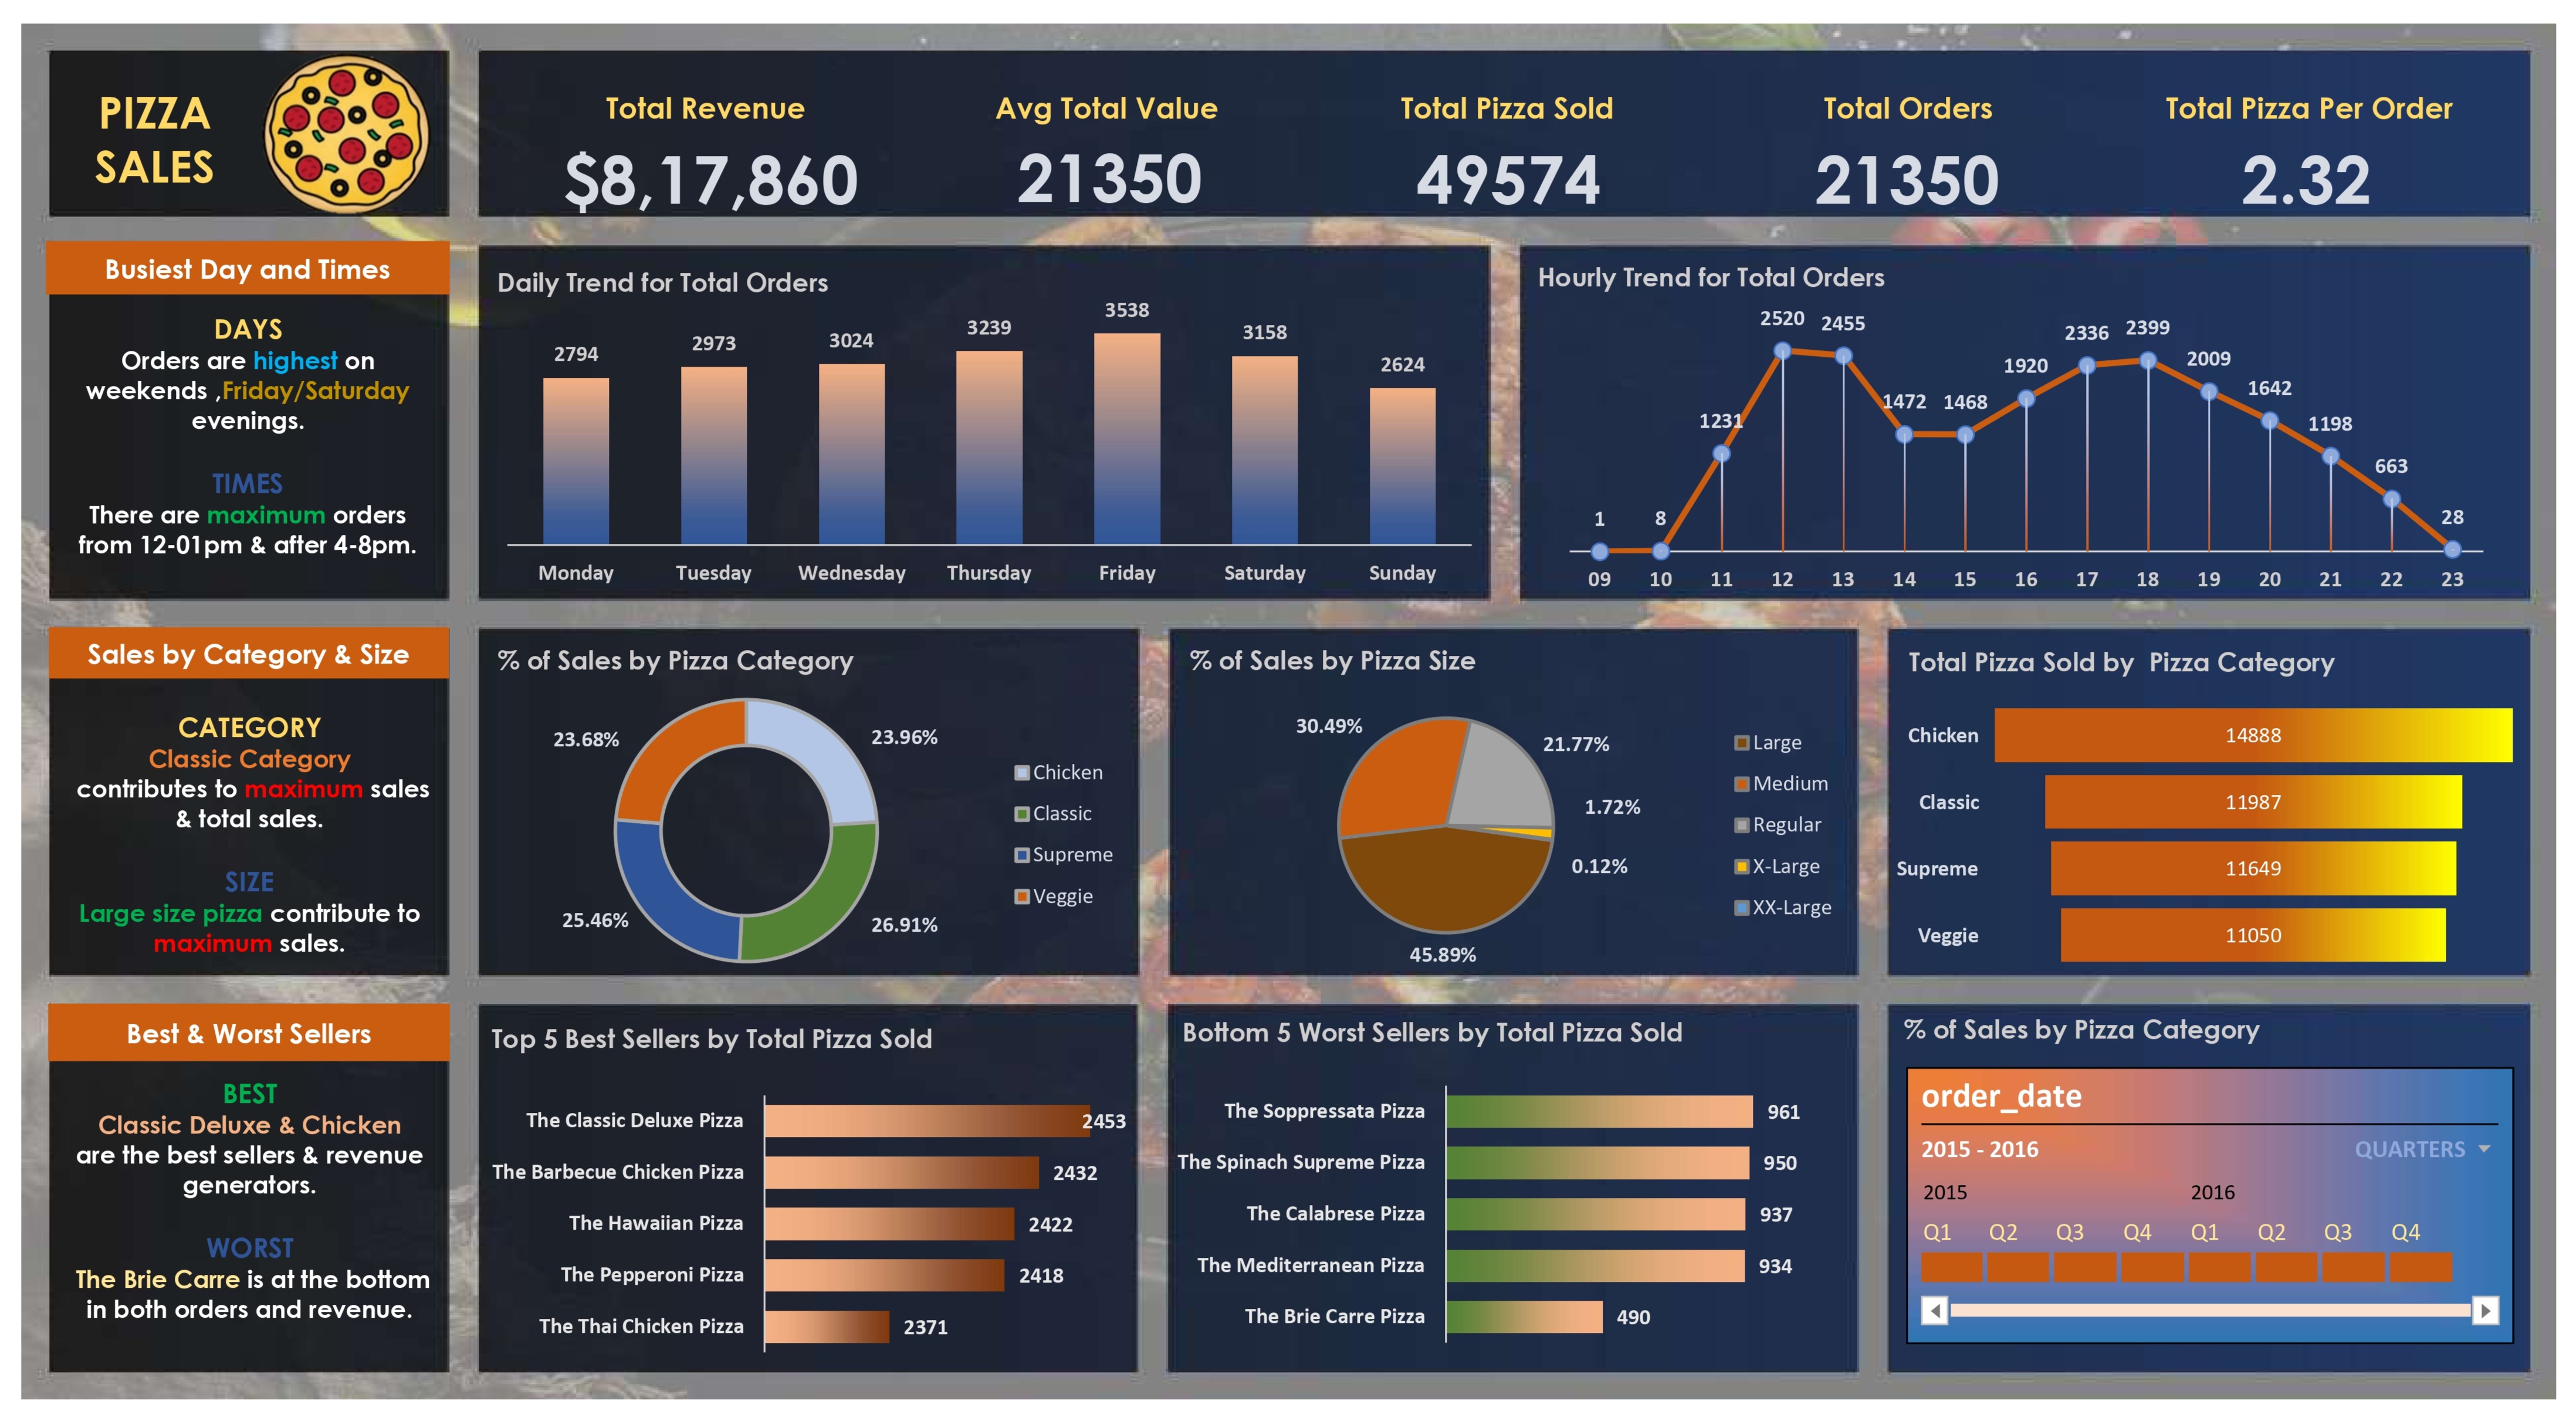 PIZZA
SALES
Total Revenue
$8,17,860
Avg Total Value
21350
Total Pizza Sold
49574
Total Orders
21350
Total Pizza Per Order
2.32
Busiest Day and Times
DAYS
Orders are highest on
weekends ,Friday/Saturday
evenings.
TIMES
There are maximum orders
from 12-01pm & after 4-8pm.
Daily Trend for Total Orders
2794
2973
3024
3239
3538
3158
2624
Monday
Tuesday
Wednesday
Thursday
Friday
Saturday
Sunday
Hourly Trend for Total Orders
1
8
1231
2520
2455
1472
1468
1920
2336
2399
2009
1642
1198
663
28
09
10
11
12
13
14
15
16
17
18
19
20
21
22
23
Sales by Category & Size
CATEGORY
Classic Category
contributes to maximum sales
& total sales.
SIZE
Large size pizza contribute to
maximum sales.
% of Sales by Pizza Category
23.68%
23.96%
25.46%
26.91%
Chicken
Classic
Supreme
Veggie
% of Sales by Pizza Size
30.49%
21.77%
1.72%
0.12%
45.89%
Large
Medium
Regular
X-Large
XX-Large
Total Pizza Sold by  Pizza Category
Chicken 14888
Classic 11987
Supreme 11649
Veggie 11050
Best & Worst Sellers
BEST
Classic Deluxe & Chicken
are the best sellers & revenue
generators.
WORST
The Brie Carre is at the bottom
in both orders and revenue.
Top 5 Best Sellers by Total Pizza Sold
The Classic Deluxe Pizza 2453
The Barbecue Chicken Pizza 2432
The Hawaiian Pizza 2422
The Pepperoni Pizza 2418
The Thai Chicken Pizza 2371
Bottom 5 Worst Sellers by Total Pizza Sold
The Soppressata Pizza 961
The Spinach Supreme Pizza 950
The Calabrese Pizza 937
The Mediterranean Pizza 934
The Brie Carre Pizza 490
% of Sales by Pizza Category
order_date
2015 - 2016 QUARTERS
2015 2016
Q1 Q2 Q3 Q4 Q1 Q2 Q3 Q4